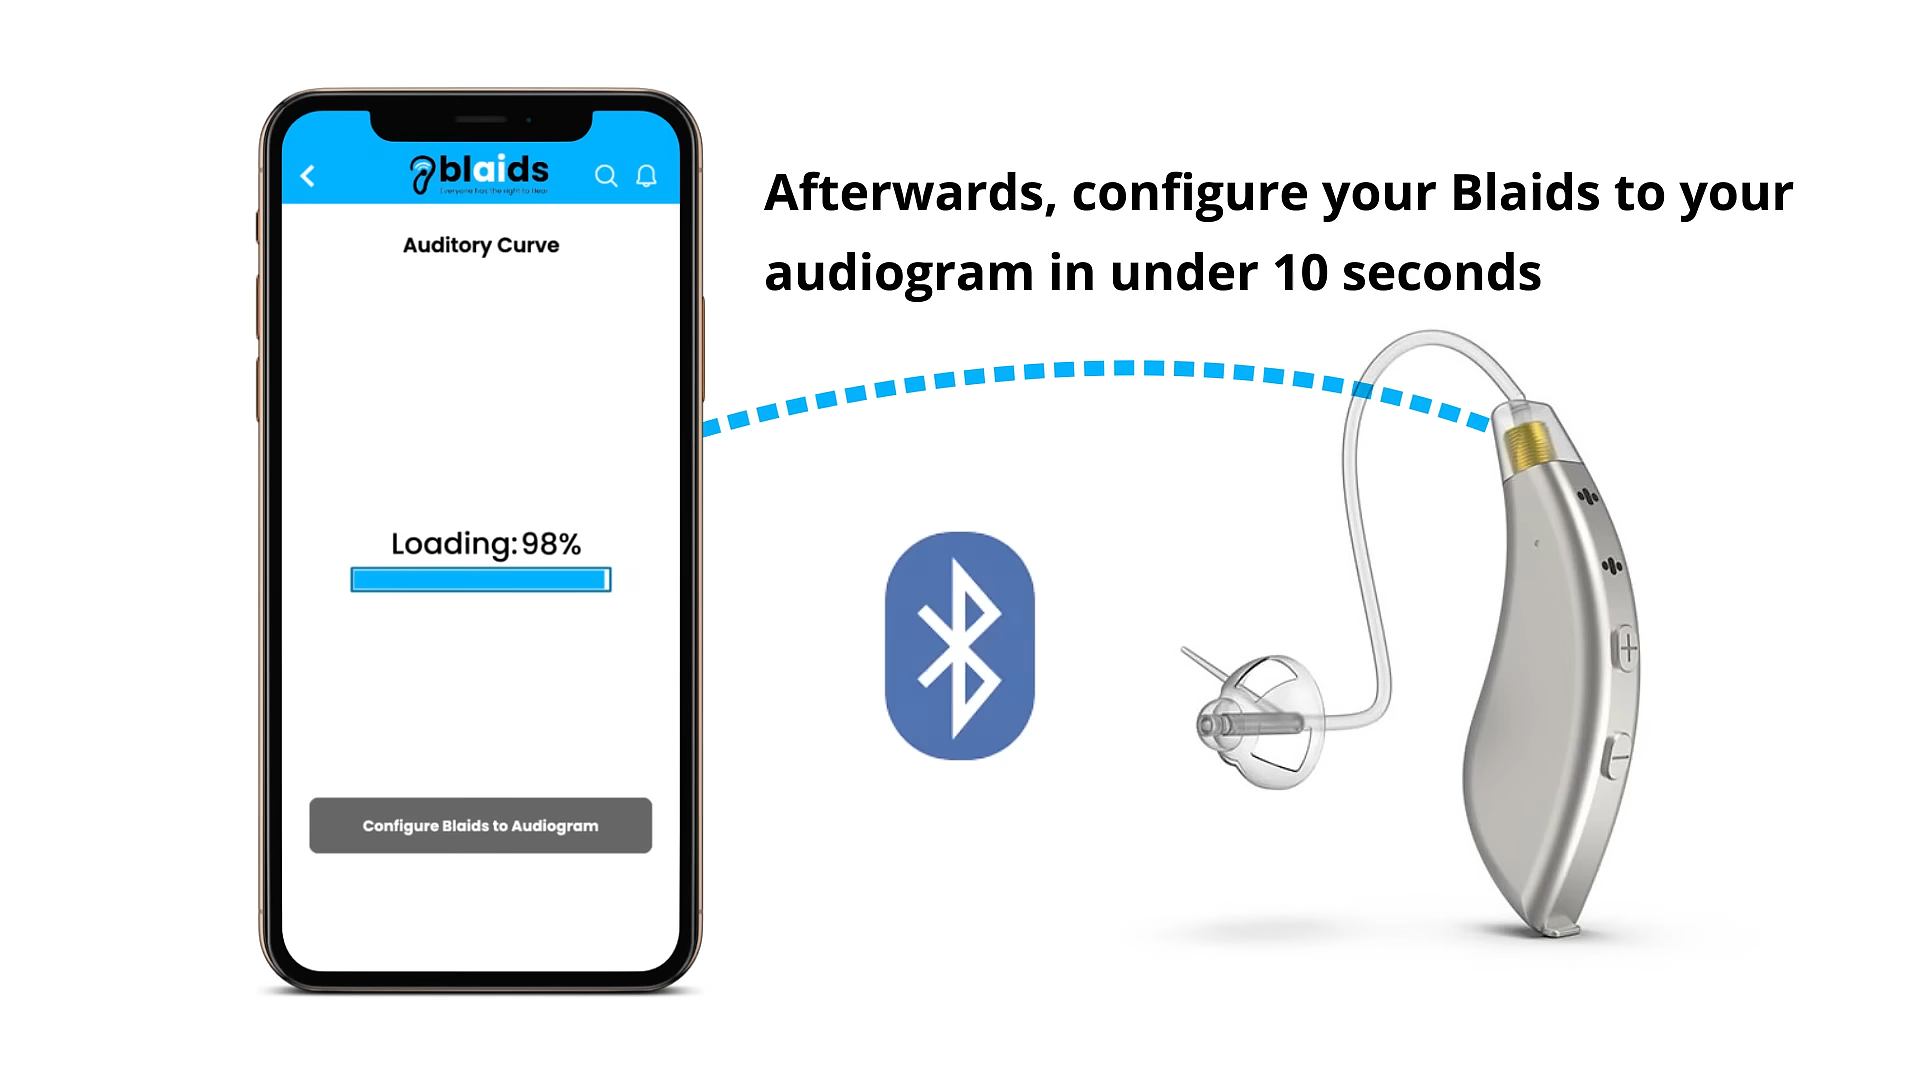 blaids
Everyone has the right to Hear
Auditory Curve
Loading: 98%
Configure Blaids to Audiogram
Afterwards, configure your Blaids to your
audiogram in under 10 seconds